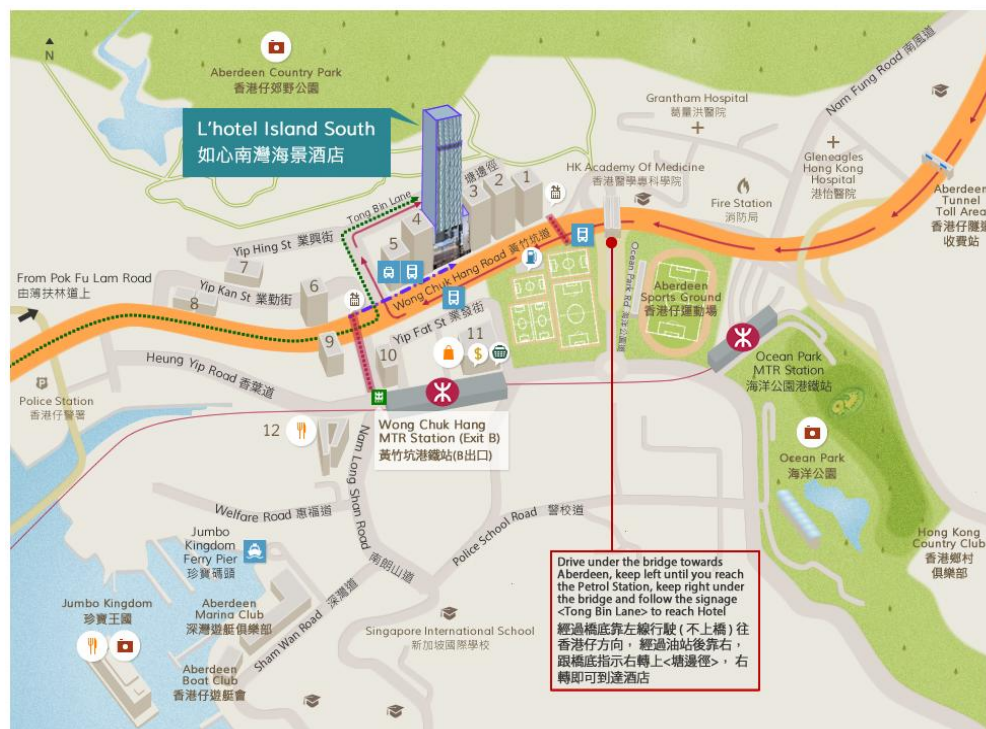 N
Aberdeen Country Park
香港仔郊野公園
L'hotel Island South
如心南灣海景酒店
Grantham Hospital
葛量洪醫院
Nam Fung Road 南風道
HK Academy Of Medicine
香港醫學專科學院
Gleneagles
Hong Kong
Hospital
港怡醫院
Fire Station
消防局
Aberdeen
Tunnel
Toll Area
香港仔隧道
收費站
Tong Bin Lane
塘邊徑
1
2
3
4
5
Yip Hing St 業興街
7
Yip Kan St 業勤街
6
8
From Pok Fu Lam Road
由薄扶林道上
Wong Chuk Hang Road 黃竹坑道
Yip Fat St 業發街
11
$
9
10
Ocean Park Rd 海洋公園道
Aberdeen
Sports Ground
香港仔運動場
Ocean Park
MTR Station
海洋公園港鐵站
Heung Yip Road 香葉道
Police Station
香港仔警署
12
Wong Chuk Hang
MTR Station (Exit B)
黃竹坑港鐵站(B出口)
Ocean Park
海洋公園
Nam Long Shan Road 南朗山道
Welfare Road 惠福道
Police School Road 警校道
Jumbo
Kingdom
Ferry Pier
珍寶碼頭
Hong Kong
Country Club
香港鄉村
俱樂部
Drive under the bridge towards
Aberdeen, keep left until you reach
the Petrol Station, keep right under
the bridge and follow the signage
<Tong Bin Lane> to reach Hotel
經過橋底靠左線行駛 ( 不上橋 ) 往
香港仔方向， 經過油站後靠右，
跟橋底指示右轉上<塘邊徑>， 右
轉即可到達酒店
Jumbo Kingdom
珍寶王國
Aberdeen
Marina Club
深灣遊艇俱樂部
Sham Wan Road 深灣道
Singapore International School
新加坡國際學校
Aberdeen
Boat Club
香港仔遊艇會